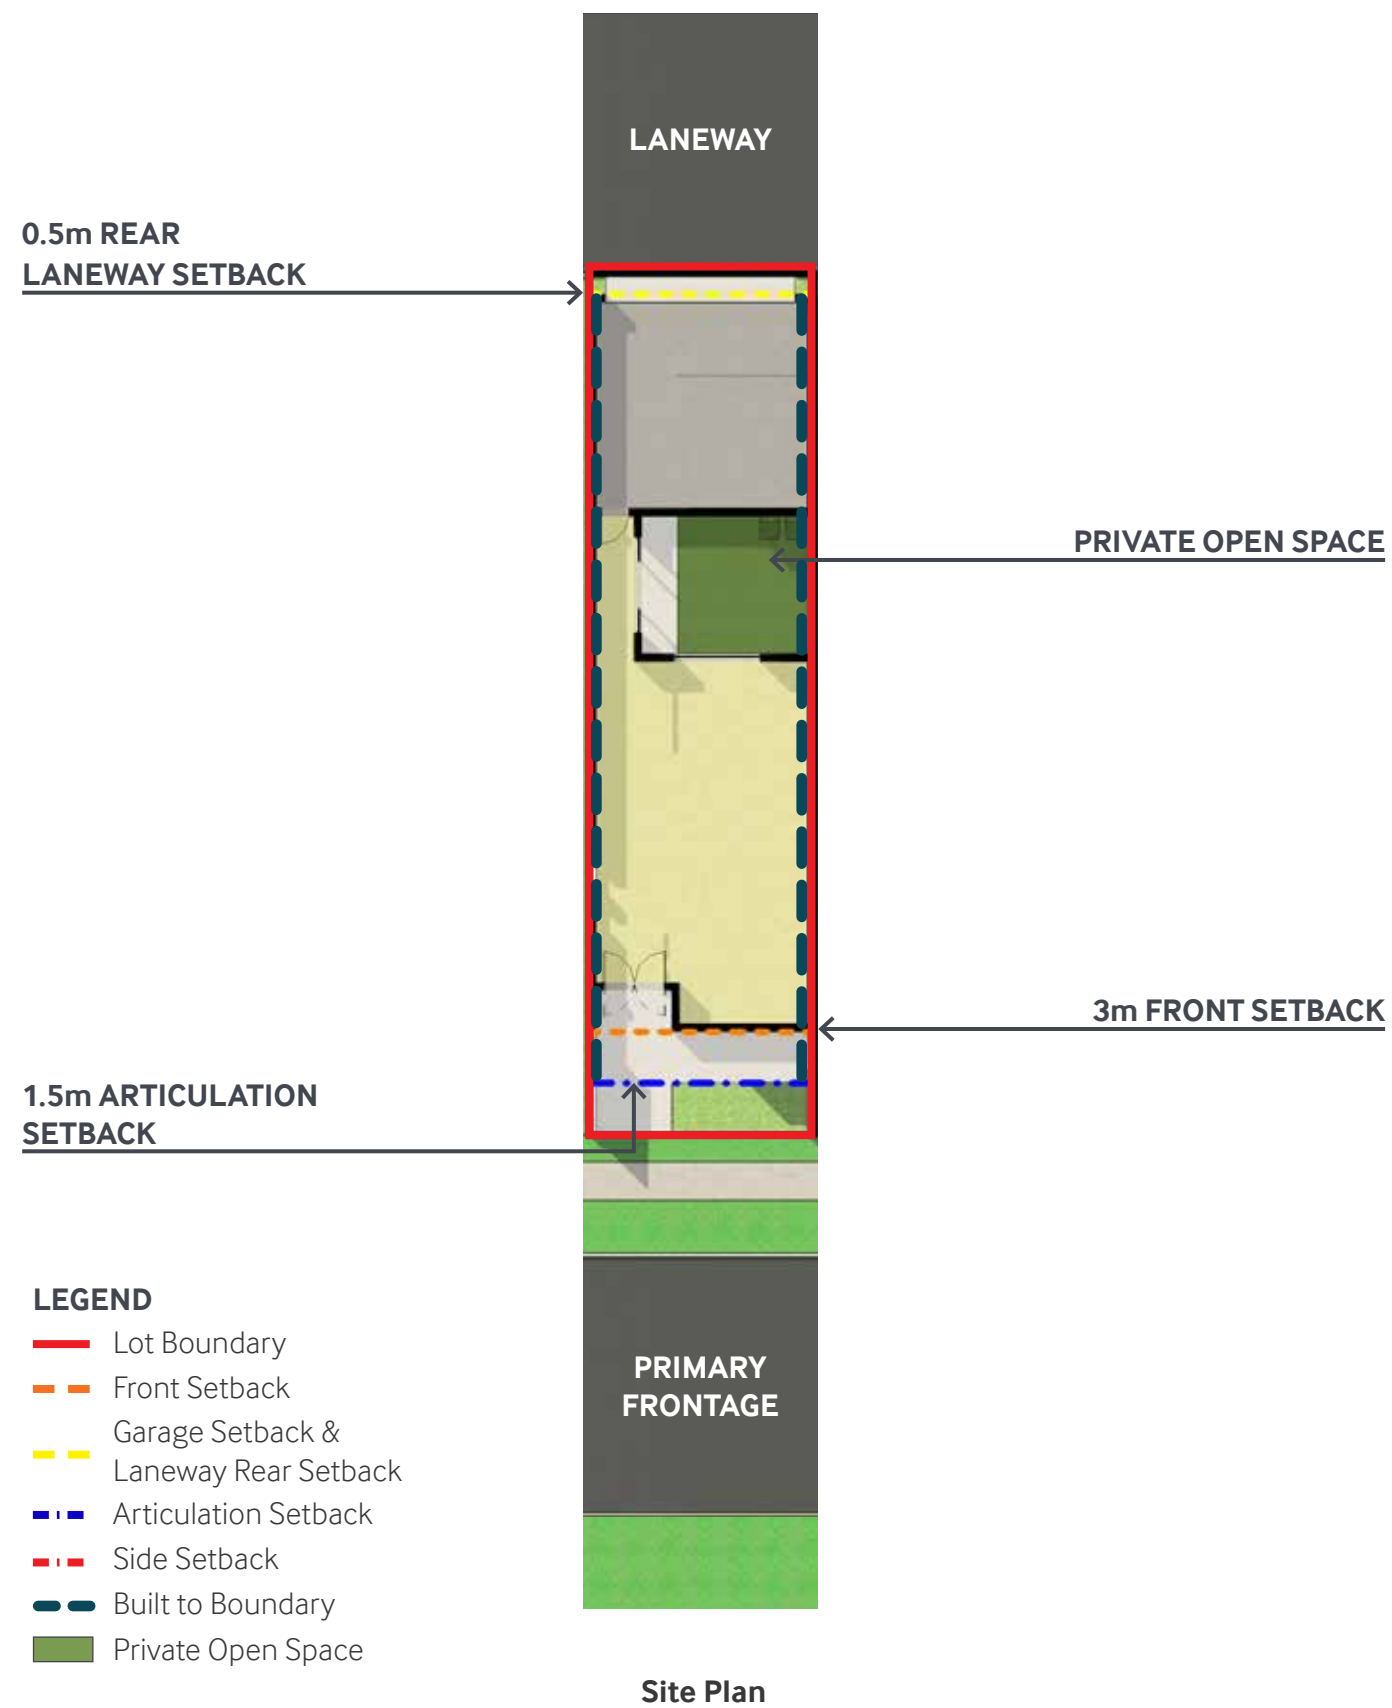 LANEWAY
0.5m REAR
LANEWAY SETBACK
PRIVATE OPEN SPACE
3m FRONT SETBACK
1.5m ARTICULATION
SETBACK
LEGEND
Lot Boundary
Front Setback
Garage Setback &
Laneway Rear Setback
Articulation Setback
Side Setback
Built to Boundary
Private Open Space
PRIMARY
FRONTAGE
Site Plan